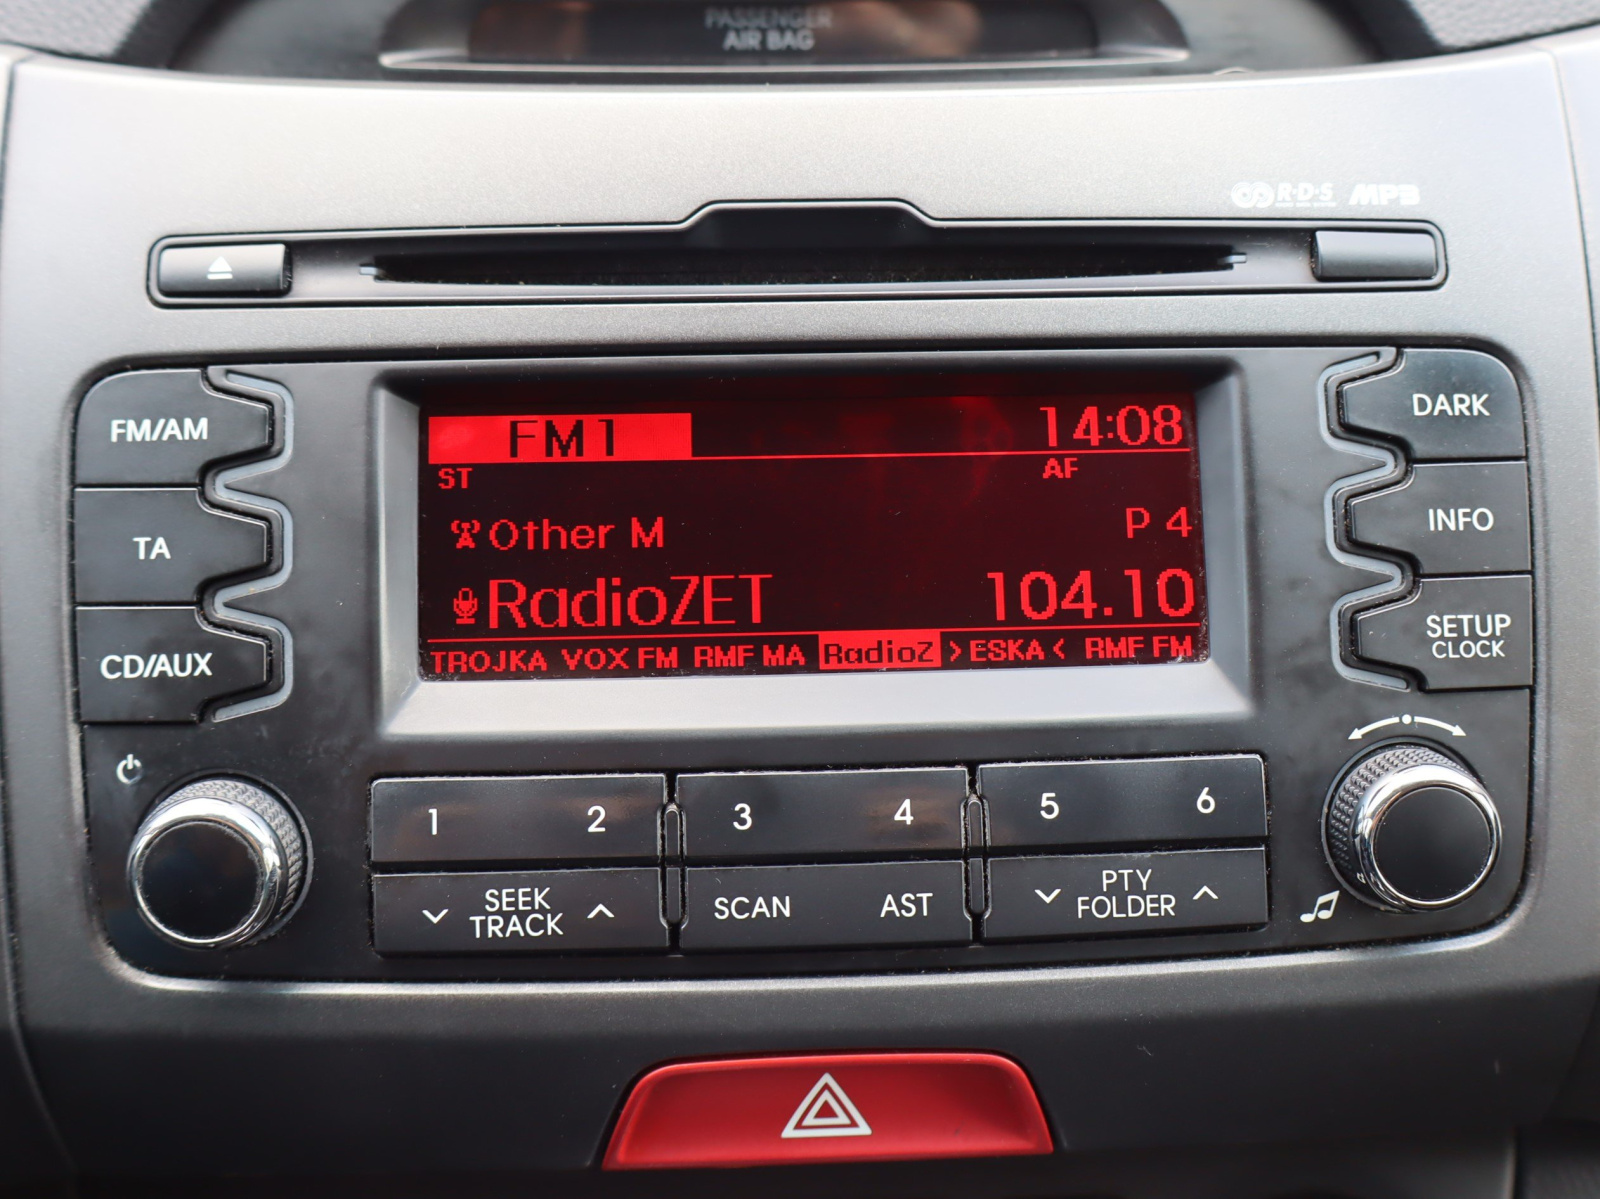 PASSENGER
AIR BAG
R·D·S MP3
FM/AM
TA
CD/AUX
FM1 14:08
ST AF
Other M P 4
RadioZET 104.10
TROJKA VOX FM RMF MA RadioZ >ESKA< RMF FM
DARK
INFO
SETUP
CLOCK
1 2 3 4 5 6
SEEK
TRACK
SCAN AST
PTY
FOLDER